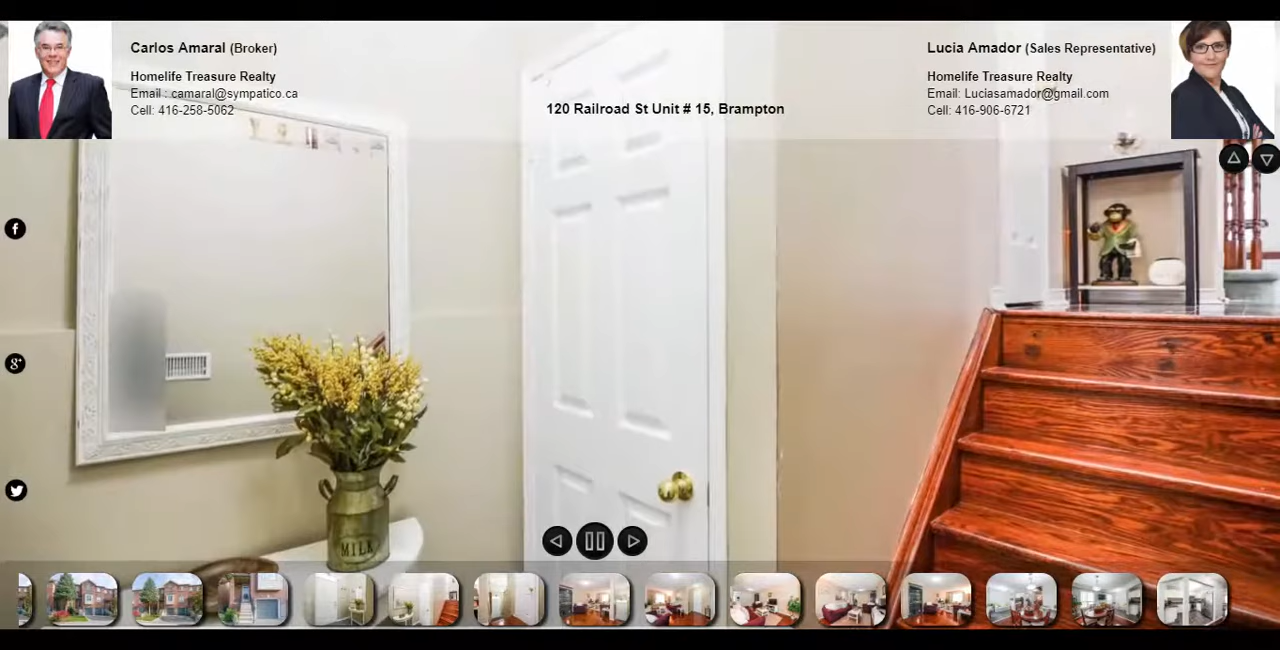 Carlos Amaral (Broker)
Homelife Treasure Realty
Email : camaral@sympatico.ca
Cell: 416-258-5062
120 Railroad St Unit # 15, Brampton
Lucia Amador (Sales Representative)
Homelife Treasure Realty
Email: Luciasamador@gmail.com
Cell: 416-906-6721
MILK